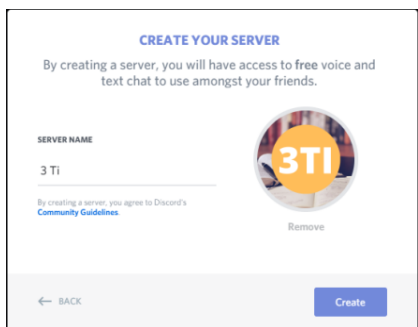 CREATE YOUR SERVER
By creating a server, you will have access to free voice and
text chat to use amongst your friends.
SERVER NAME
3 Ti
3TI
By creating a server, you agree to Discord's
Community Guidelines.
Remove
← BACK
Create